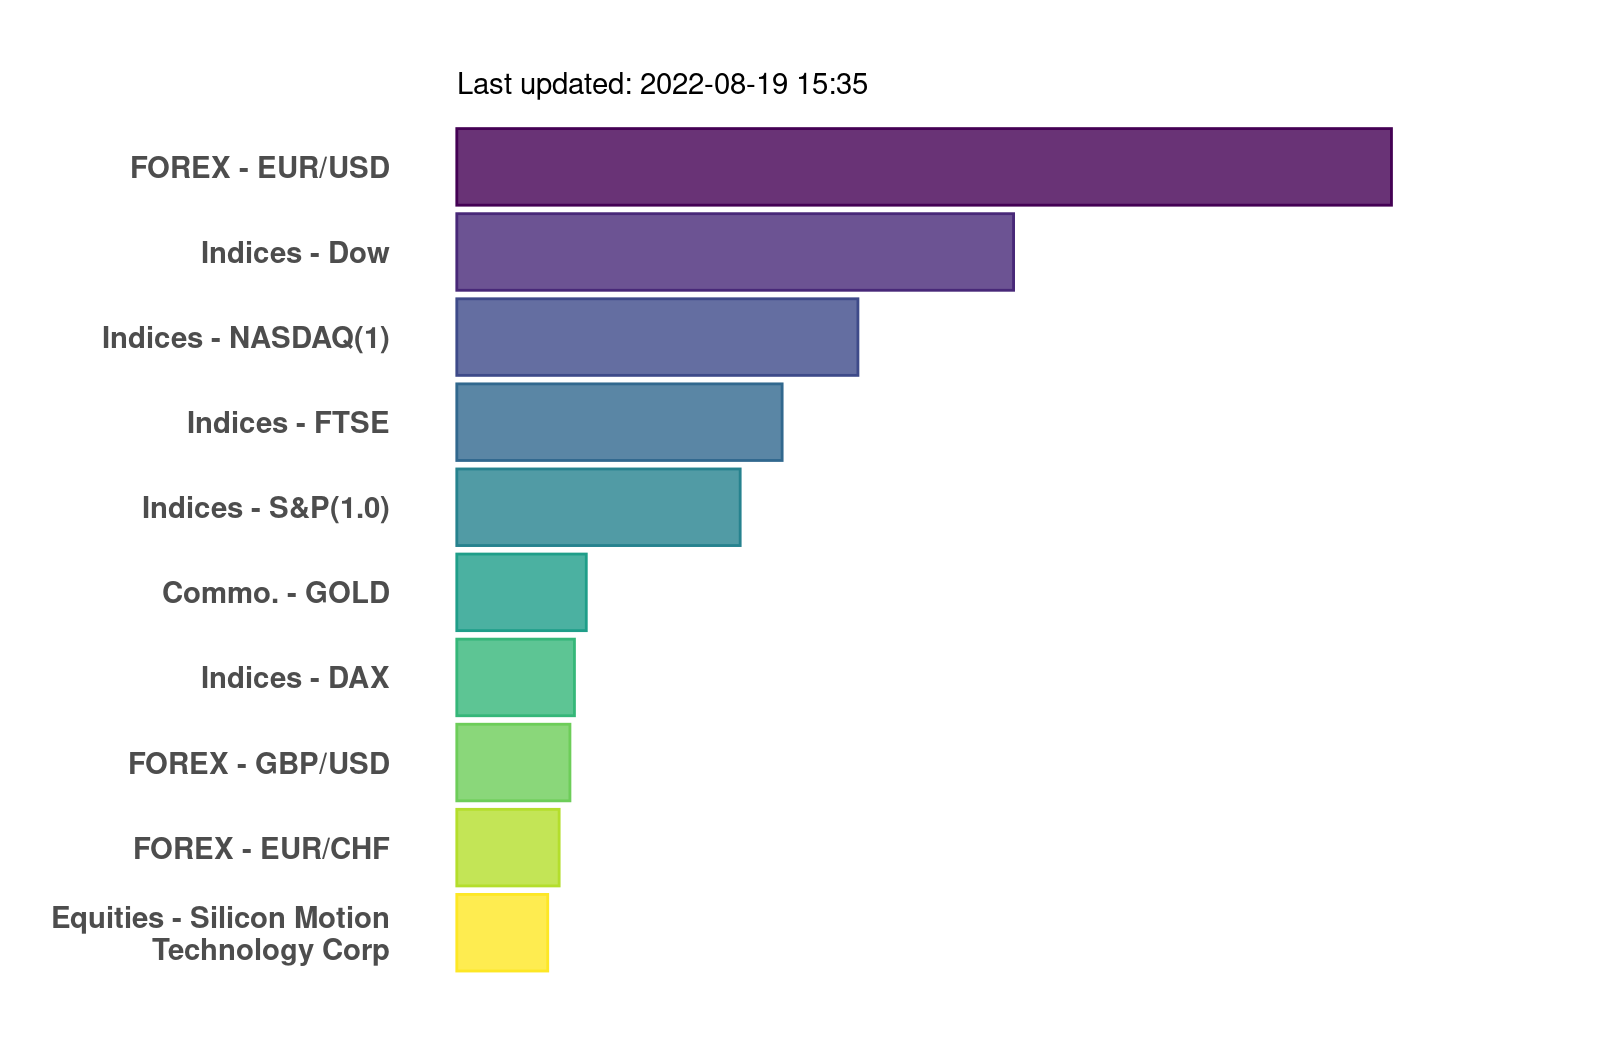 Last updated: 2022-08-19 15:35
FOREX - EUR/USD
Indices - Dow
Indices - NASDAQ(1)
Indices - FTSE
Indices - S&P(1.0)
Commo. - GOLD
Indices - DAX
FOREX - GBP/USD
FOREX - EUR/CHF
Equities - Silicon Motion
Technology Corp